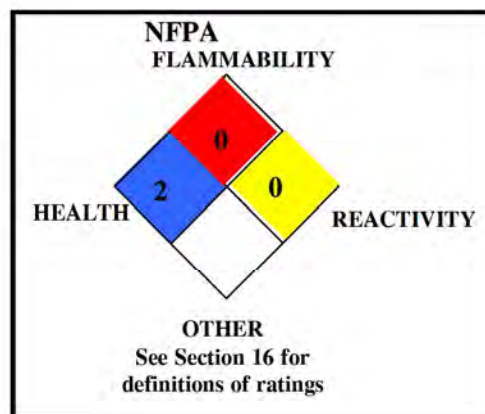 NFPA
FLAMMABILITY
0
2
0
HEALTH
REACTIVITY
OTHER
See Section 16 for
definitions of ratings